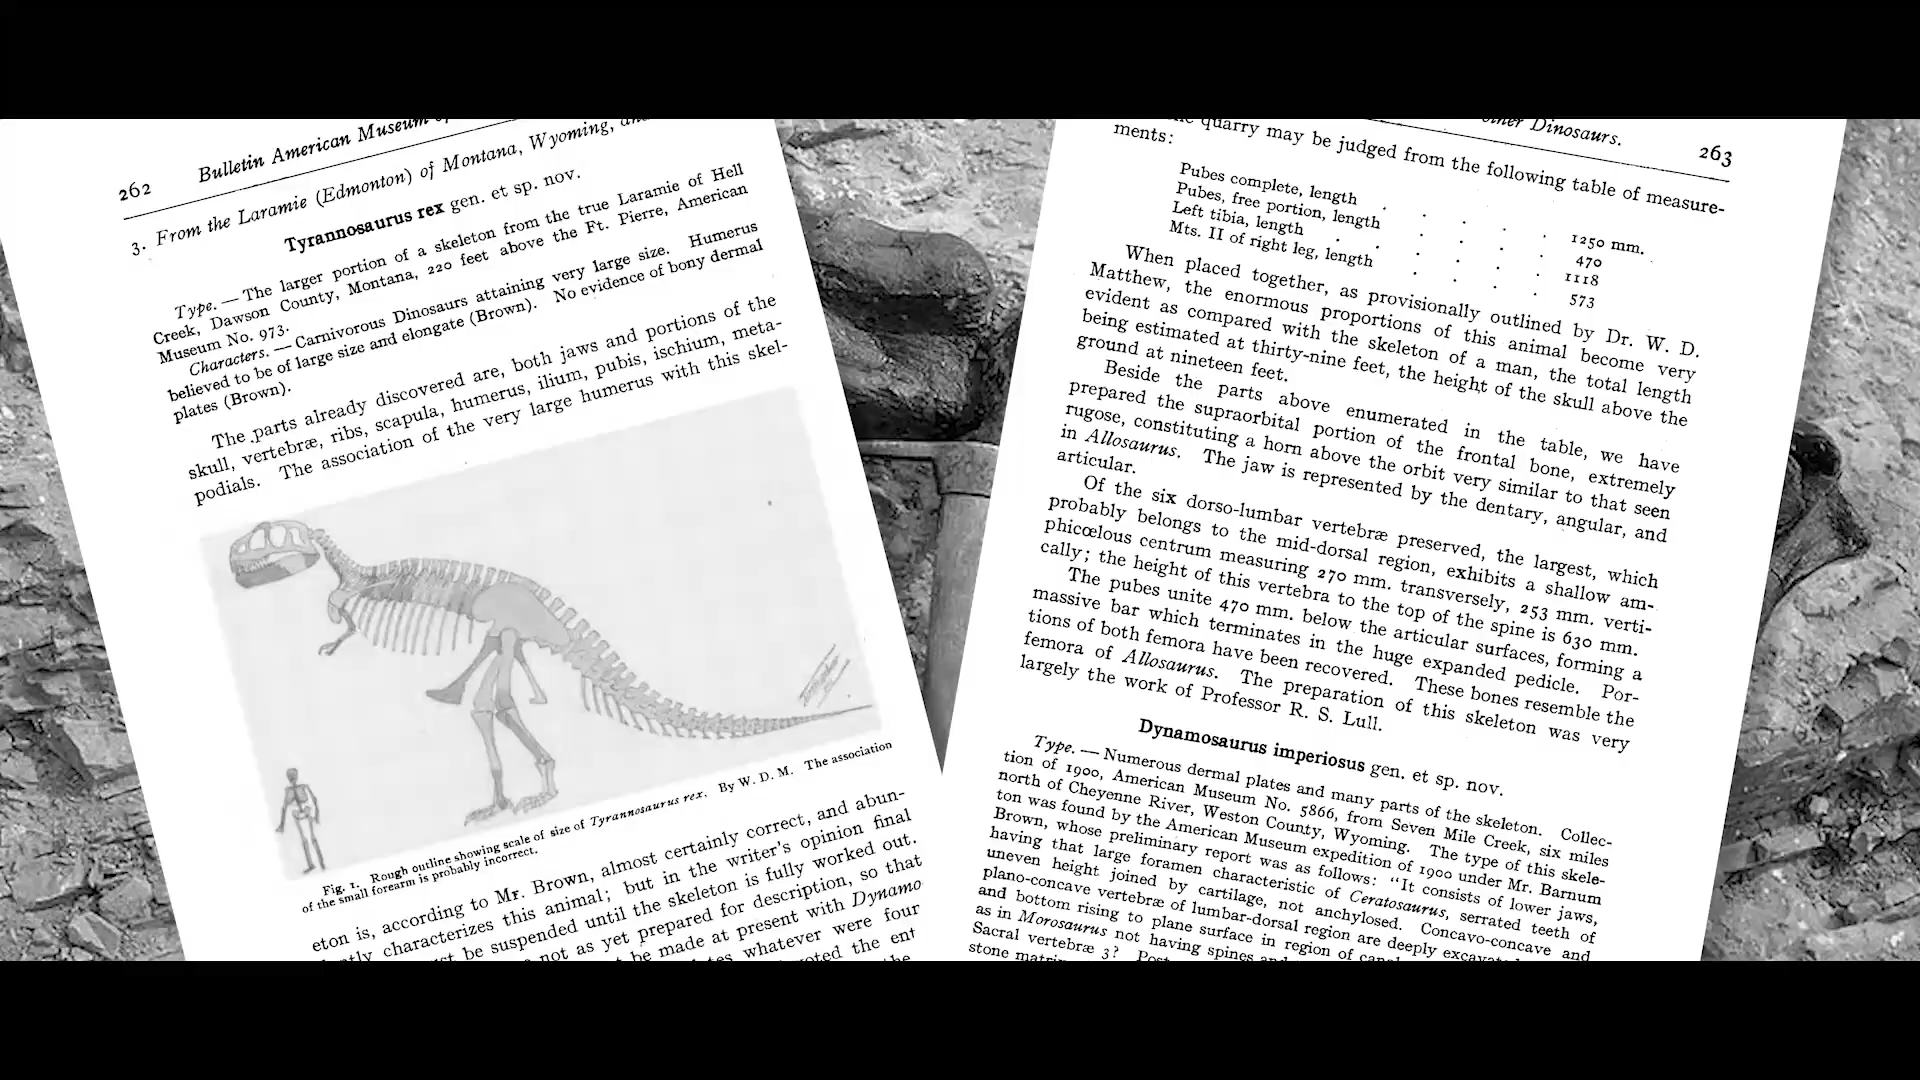 262 Bulletin American Museum
3. From the Laramie (Edmonton) of Montana, Wyoming, and
Tyrannosaurus rex gen. et sp. nov.
Type. — The larger portion of a skeleton from the true Laramie of Hell
Creek, Dawson County, Montana, 220 feet above the Ft. Pierre, American
Museum No. 973.
Characters. — Carnivorous Dinosaurs attaining very large size. Humerus
believed to be of large size and elongate (Brown). No evidence of bony dermal
plates (Brown).
The parts already discovered are, both jaws and portions of the
skull, vertebræ, ribs, scapula, humerus, ilium, pubis, ischium, meta-
podials. The association of the very large humerus with this skel-
Fig. 1. Rough outline showing scale of size of Tyrannosaurus rex. By W. D. M. The association
of the small forearm is probably incorrect.
eton is, according to Mr. Brown, almost certainly correct, and abun-
characterizes this animal; but in the writer's opinion final
be suspended until the skeleton is fully worked out.
not as yet prepared for description, so that
be made at present with Dynamo
whatever were four
the
Dinosaurs. 263
quarry may be judged from the following table of measure-
ments:
Pubes complete, length . . . . . 1250 mm.
Pubes, free portion, length . . . . 470
Left tibia, length . . . . . . 1118
Mts. II of right leg, length . . . . 573
When placed together, as provisionally outlined by Dr. W. D.
Matthew, the enormous proportions of this animal become very
evident as compared with the skeleton of a man, the total length
being estimated at thirty-nine feet, the height of the skull above the
ground at nineteen feet.
Beside the parts above enumerated in the table, we have
prepared the supraorbital portion of the frontal bone, extremely
rugose, constituting a horn above the orbit very similar to that seen
in Allosaurus. The jaw is represented by the dentary, angular, and
articular.
Of the six dorso-lumbar vertebræ preserved, the largest, which
probably belongs to the mid-dorsal region, exhibits a shallow am-
phicœlous centrum measuring 270 mm. transversely, 253 mm. verti-
cally; the height of this vertebra to the top of the spine is 630 mm.
The pubes unite 470 mm. below the articular surfaces, forming a
massive bar which terminates in the huge expanded pedicle. Por-
tions of both femora have been recovered. These bones resemble the
femora of Allosaurus. The preparation of this skeleton was very
largely the work of Professor R. S. Lull.
Dynamosaurus imperiosus gen. et sp. nov.
Type. — Numerous dermal plates and many parts of the skeleton. Collec-
tion of 1900, American Museum No. 5866, from Seven Mile Creek, six miles
north of Cheyenne River, Weston County, Wyoming. The type of this skele-
ton was found by the American Museum expedition of 1900 under Mr. Barnum
Brown, whose preliminary report was as follows: "It consists of lower jaws,
having that large foramen characteristic of Ceratosaurus, serrated teeth of
uneven height joined by cartilage, not anchylosed. Concavo-concave and
plano-concave vertebræ of lumbar-dorsal region are deeply
and bottom rising to plane surface in region of
as in Morosaurus not having spines
Sacral vertebræ 3?
stone